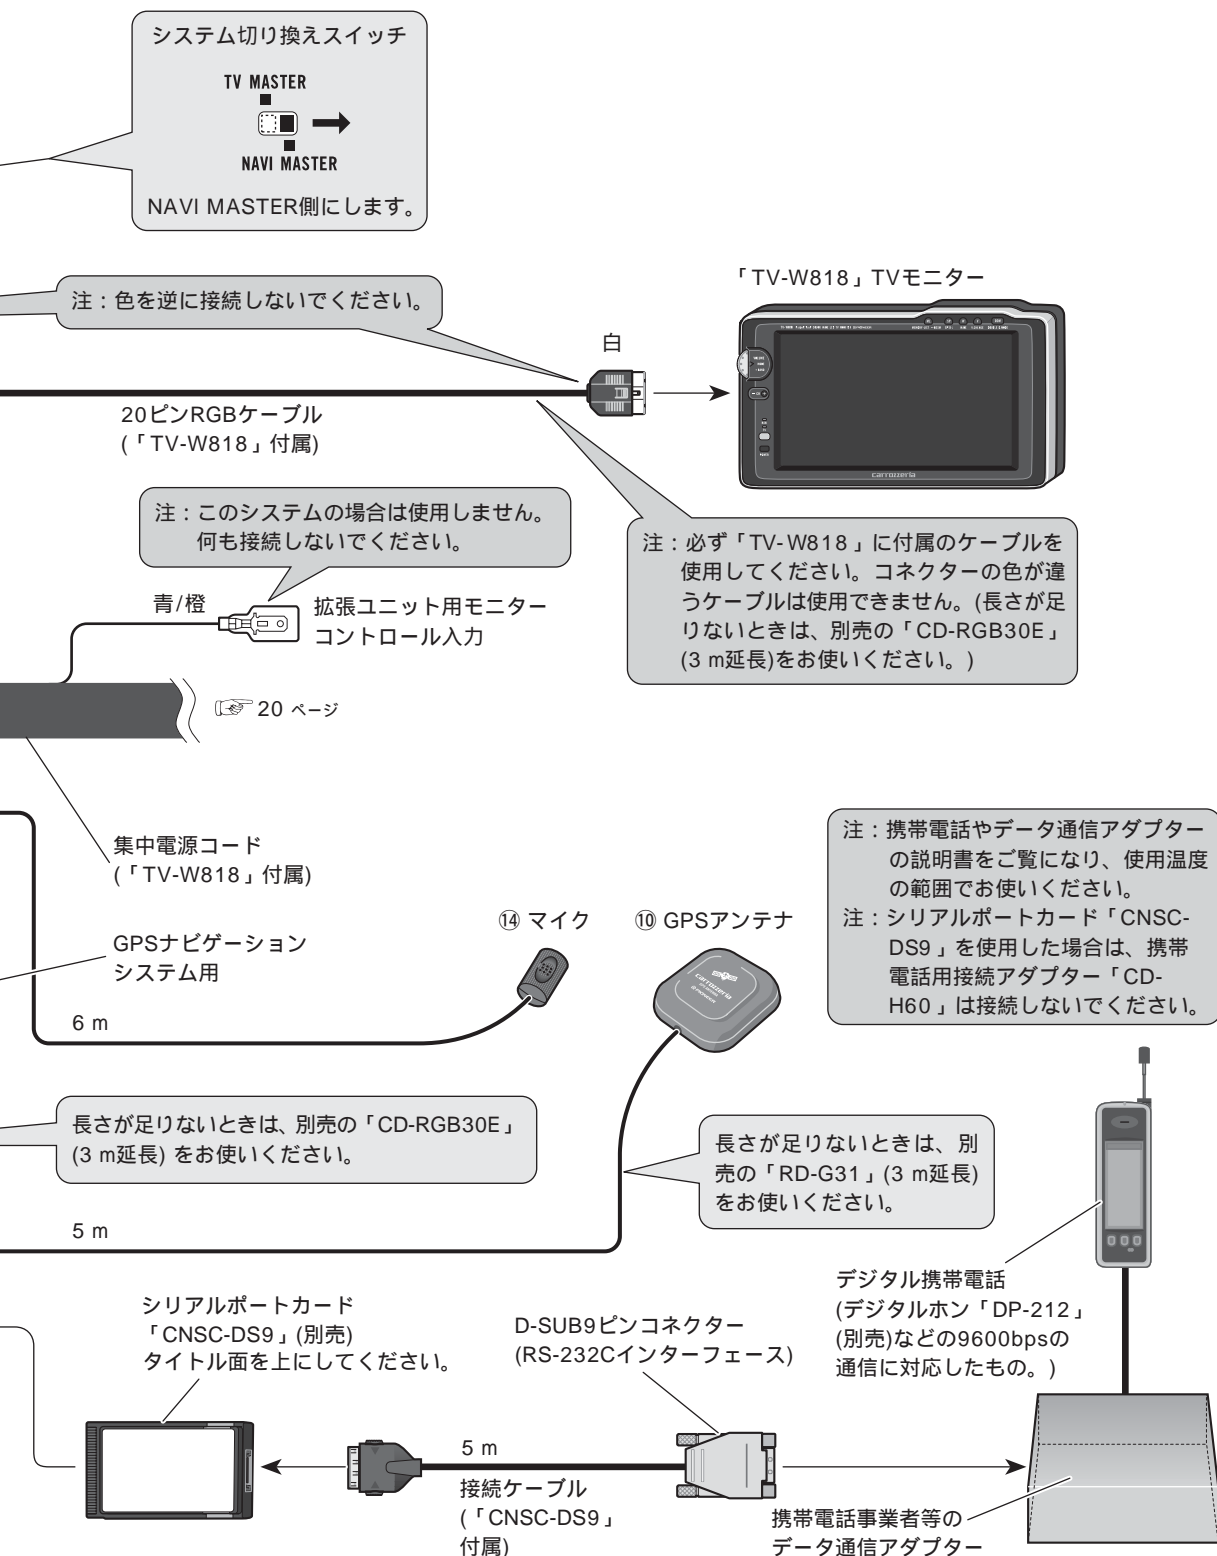 システム切り換えスイッチ
TV MASTER
NAVI MASTER
NAVI MASTER側にします。
注：色を逆に接続しないでください。
「TV-W818」TVモニター
白
20ピンRGBケーブル
(「TV-W818」付属)
carrozzeria
注：このシステムの場合は使用しません。
何も接続しないでください。
注：必ず「TV-W818」に付属のケーブルを
使用してください。コネクターの色が違
うケーブルは使用できません。(長さが足
りないときは、別売の「CD-RGB30E」
(3 m延長)をお使いください。)
青/橙
拡張ユニット用モニター
コントロール入力
☞ 20 ページ
集中電源コード
(「TV-W818」付属)
注：携帯電話やデータ通信アダプター
の説明書をご覧になり、使用温度
の範囲でお使いください。
注：シリアルポートカード「CNSC-
DS9」を使用した場合は、携帯
電話用接続アダプター「CD-
H60」は接続しないでください。
⑭ マイク
⑩ GPSアンテナ
carrozzeria
PIONEER
GPSナビゲーション
システム用
6 m
長さが足りないときは、別売の「CD-RGB30E」
(3 m延長) をお使いください。
長さが足りないときは、別
売の「RD-G31」(3 m延長)
をお使いください。
5 m
デジタル携帯電話
(デジタルホン「DP-212」
(別売)などの9600bpsの
通信に対応したもの。)
シリアルポートカード
「CNSC-DS9」(別売)
タイトル面を上にしてください。
D-SUB9ピンコネクター
(RS-232Cインターフェース)
5 m
接続ケーブル
(「CNSC-DS9」
付属)
携帯電話事業者等の
データ通信アダプター